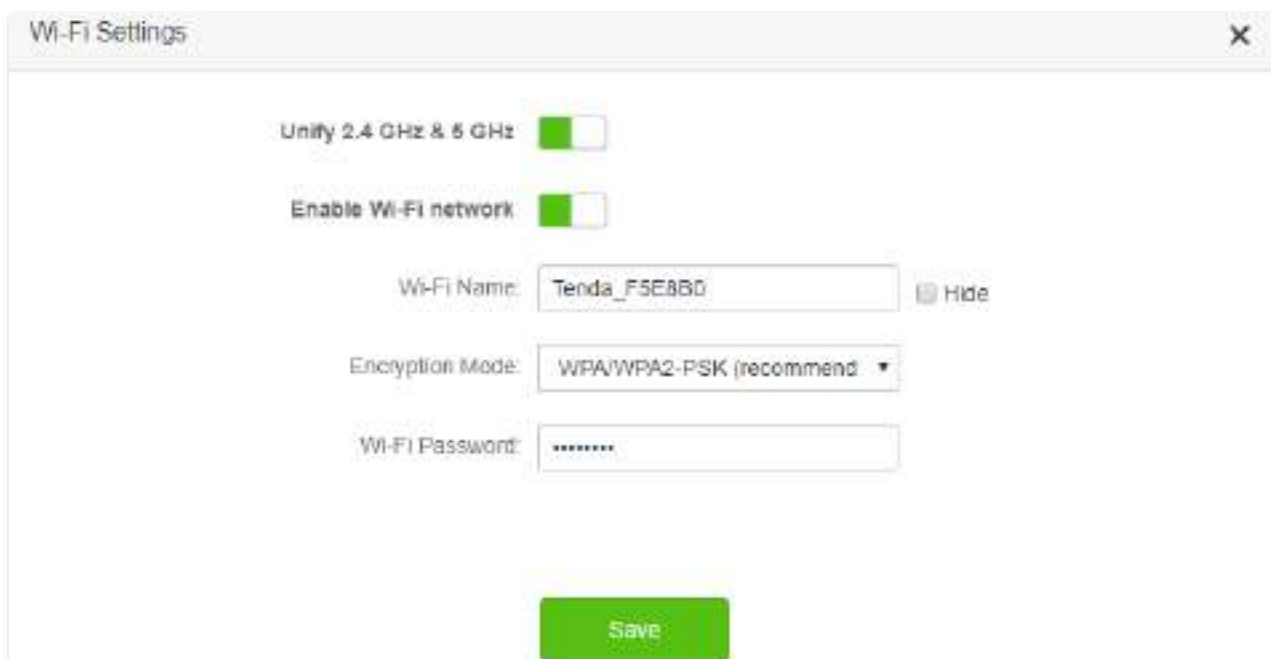 Wi-Fi Settings
Unify 2.4 GHz & 5 GHz
Enable Wi-Fi network
Wi-Fi Name: Tenda_F5E8B0 Hide
Encryption Mode: WPA/WPA2-PSK (recommend
Wi-Fi Password: ••••••••
Save